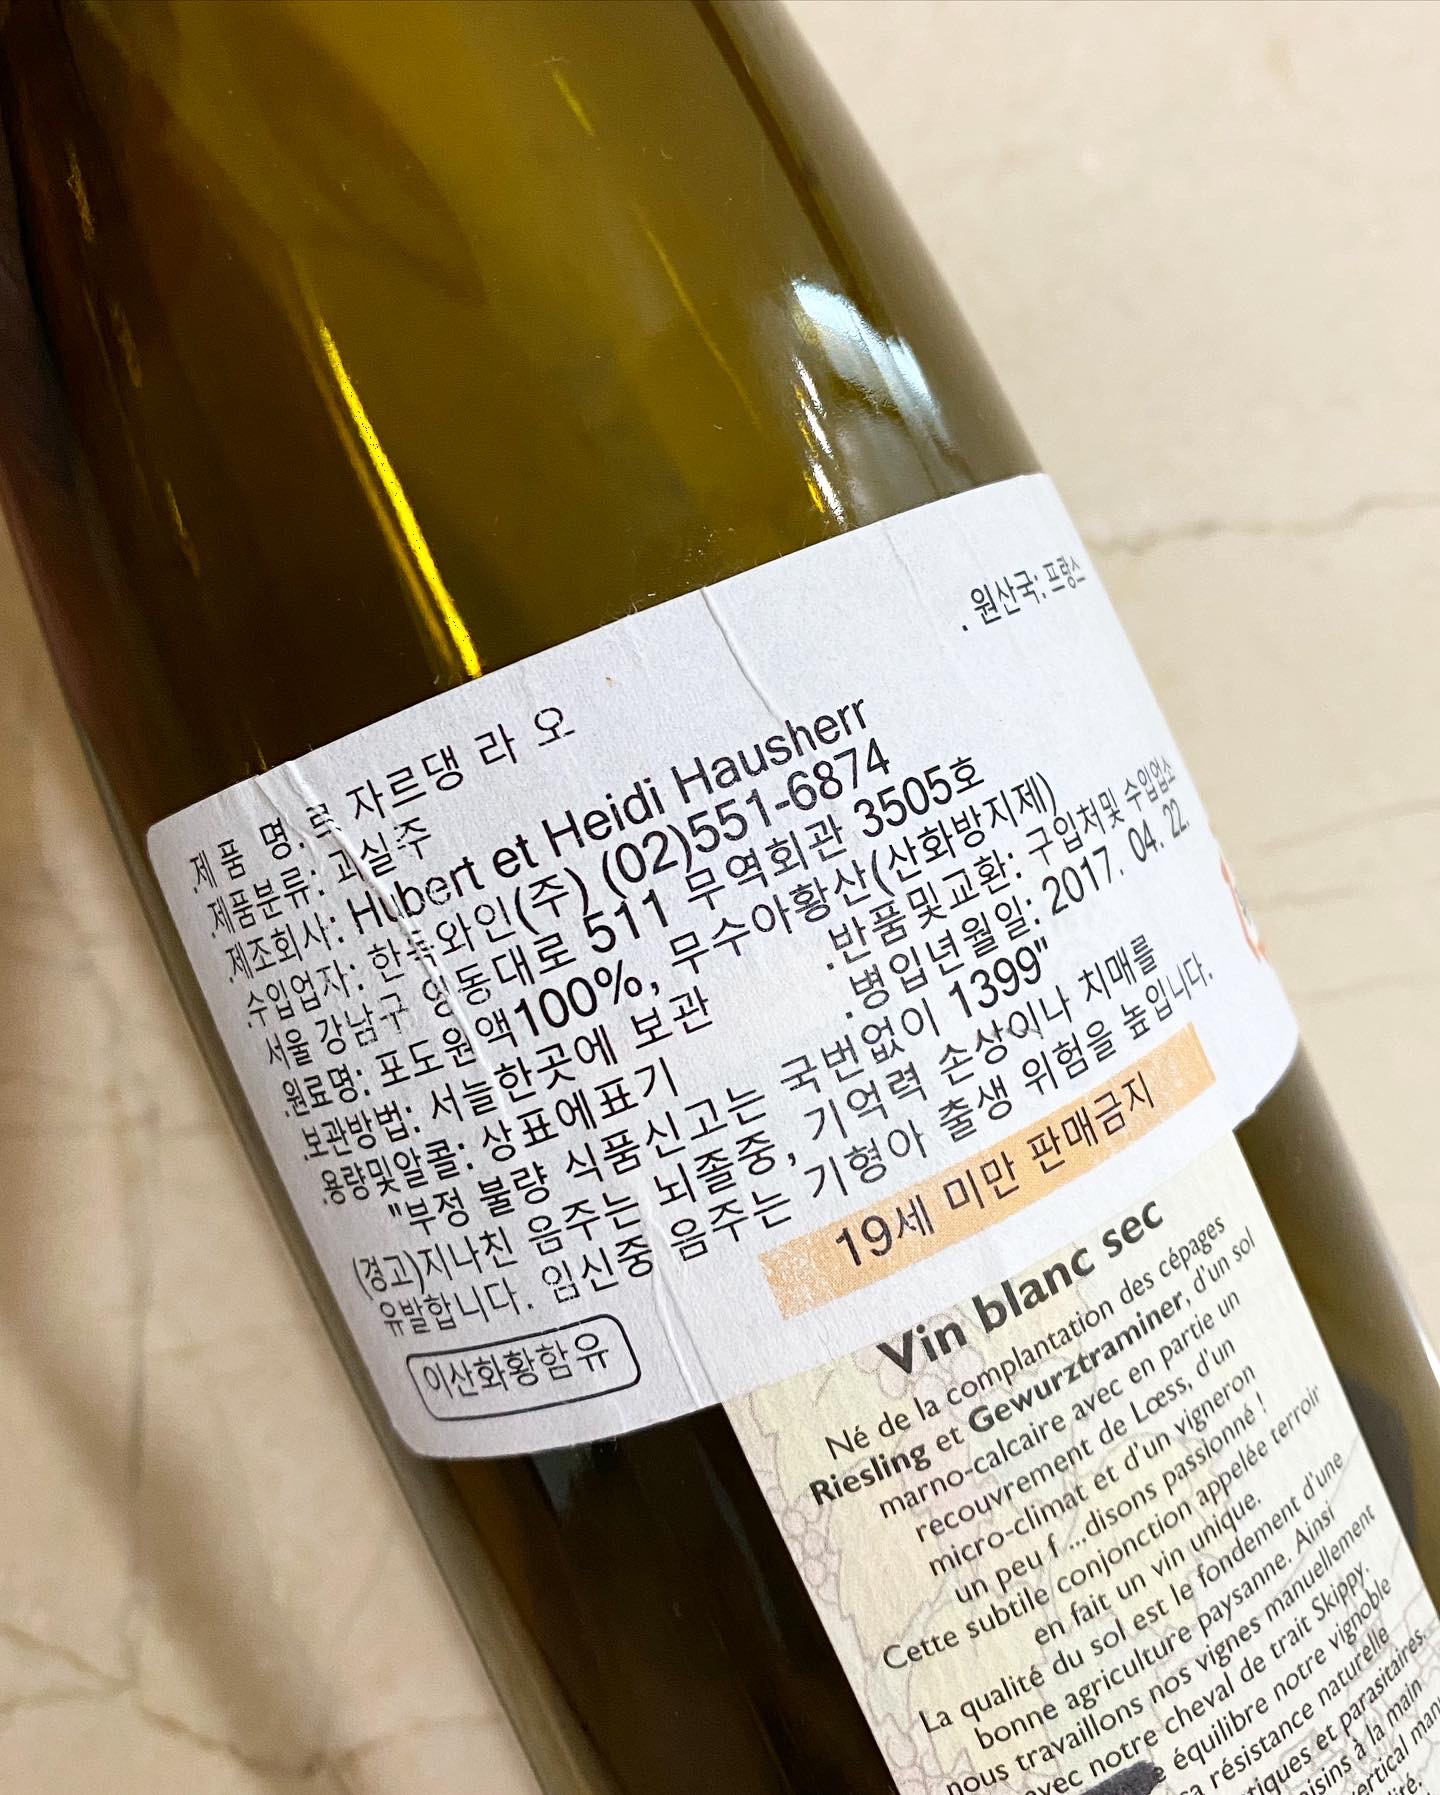 .제 품 명: 르 자르댕 라 오
. 원산국: 프랑스
.제품분류: 과실주
.제조회사: Hubert et Heidi Hausherr
.수입업자: 한독와인(주) (02)551-6874
서울 강남구 영동대로 511 무역회관 3505호
.원료명: 포도원액100%, 무수아황산(산화방지제)
.보관방법: 서늘한곳에 보관
.반품및교환: 구입처및 수입업소
.용량및알콜: 상표에표기
.병입년월일: 2017. 04. 22.
"부정 불량 식품신고는 국번없이 1399"
(경고)지나친 음주는 뇌졸중, 기억력 손상이나 치매를
유발합니다. 임신중 음주는 기형아 출생 위험을 높입니다.
이산화황함유
19세 미만 판매금지
Vin blanc sec
Né de la complantation des cépages
Riesling et Gewurztraminer, d'un sol
marno-calcaire avec en partie un
recouvrement de Lœss, d'un
micro-climat et d'un vigneron
un peu f ...disons passionné !
Cette subtile conjonction appelée terroir
en fait un vin unique.
La qualité du sol est le fondement d'une
bonne agriculture paysanne. Ainsi
nous travaillons nos vignes manuellement
avec notre cheval de trait Skippy.
équilibre notre vignoble
résistance naturelle
et parasitaires.
à la main